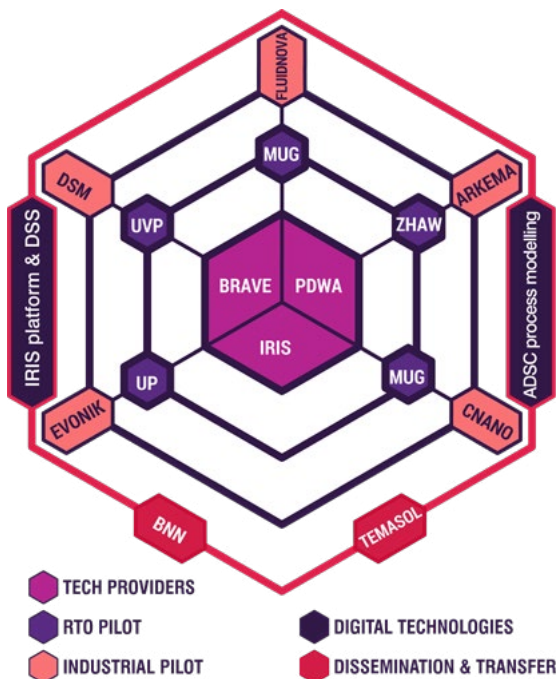 FLUIDNOVA
MUG
DSM
ARKEMA
UVP
ZHAW
BRAVE
PDWA
IRIS platform & DSS
ADSC process modelling
IRIS
UP
MUG
EVONIK
CNANO
BNN
TEMASOL
TECH PROVIDERS
RTO PILOT
DIGITAL TECHNOLOGIES
INDUSTRIAL PILOT
DISSEMINATION & TRANSFER